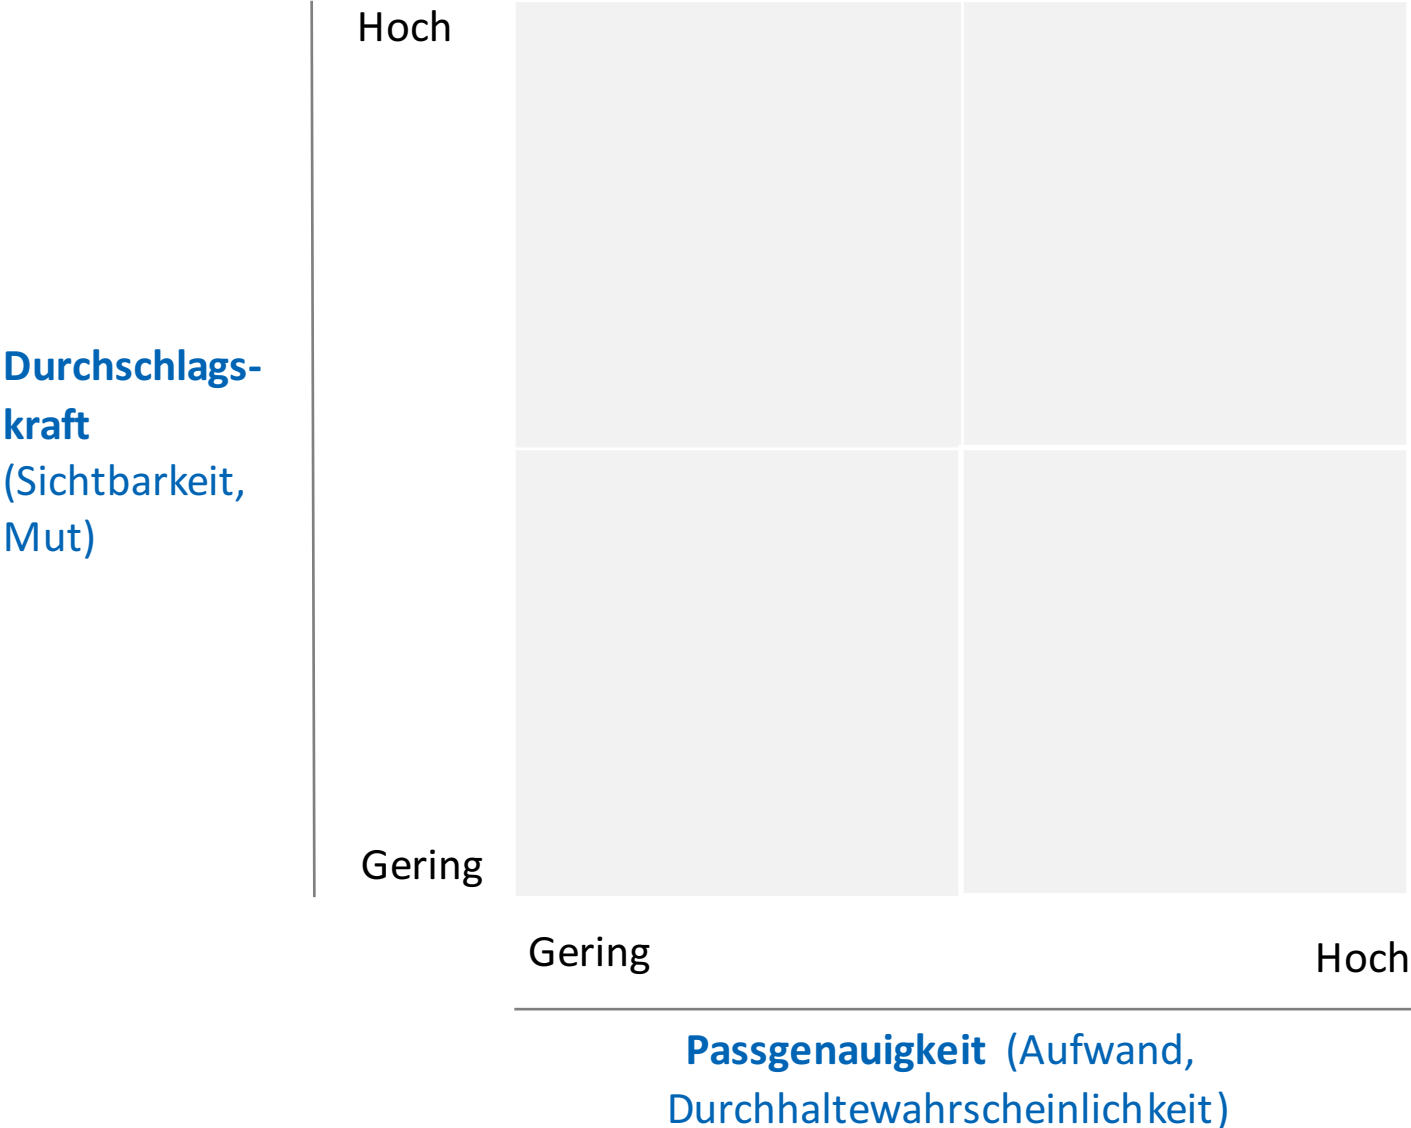 Hoch
Durchschlags-
kraft
(Sichtbarkeit,
Mut)
Gering
Gering
Hoch
Passgenauigkeit (Aufwand,
Durchhaltewahrscheinlichkeit)